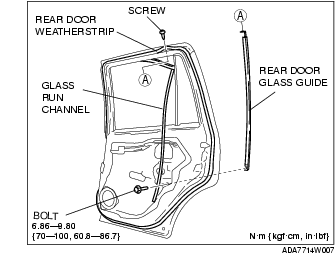 SCREW
REAR DOOR
WEATHERSTRIP
A
A
GLASS
RUN
CHANNEL
REAR DOOR
GLASS GUIDE
BOLT
6.86—9.80
{70—100, 60.8—86.7}
N·m {kgf·cm, in·lbf}
ADA7714W007